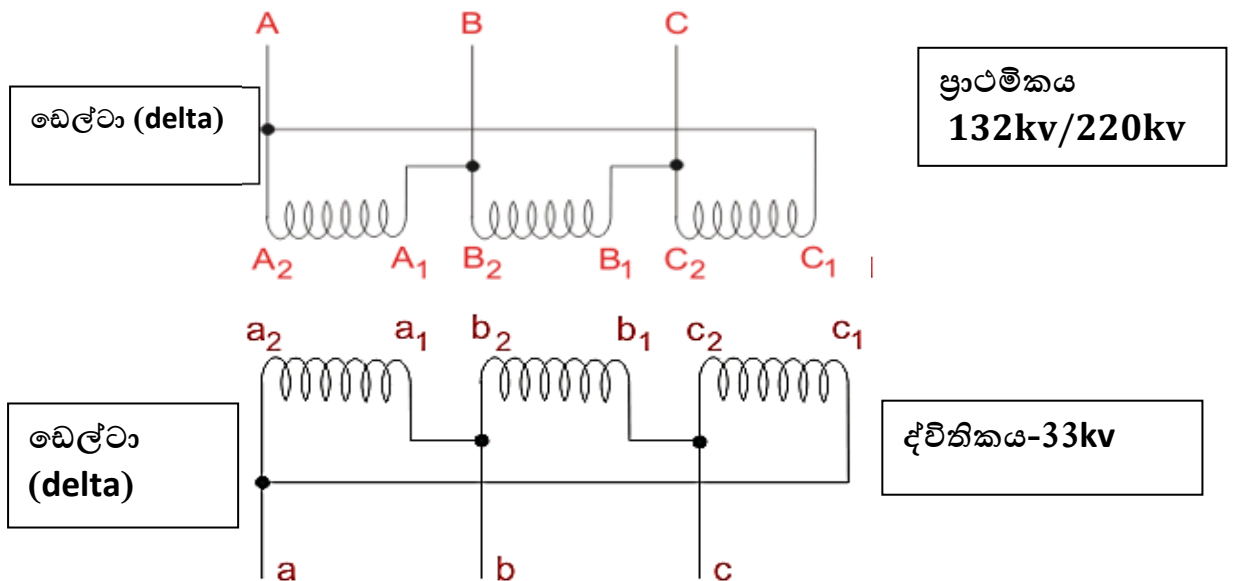 A B C
ඩෙල්ටා (delta)
ප්‍රාථමිකය
132kv/220kv
A2 A1 B2 B1 C2 C1
a2 a1 b2 b1 c2 c1
ඩෙල්ටා
(delta)
ද්විතිකය-33kv
a b c